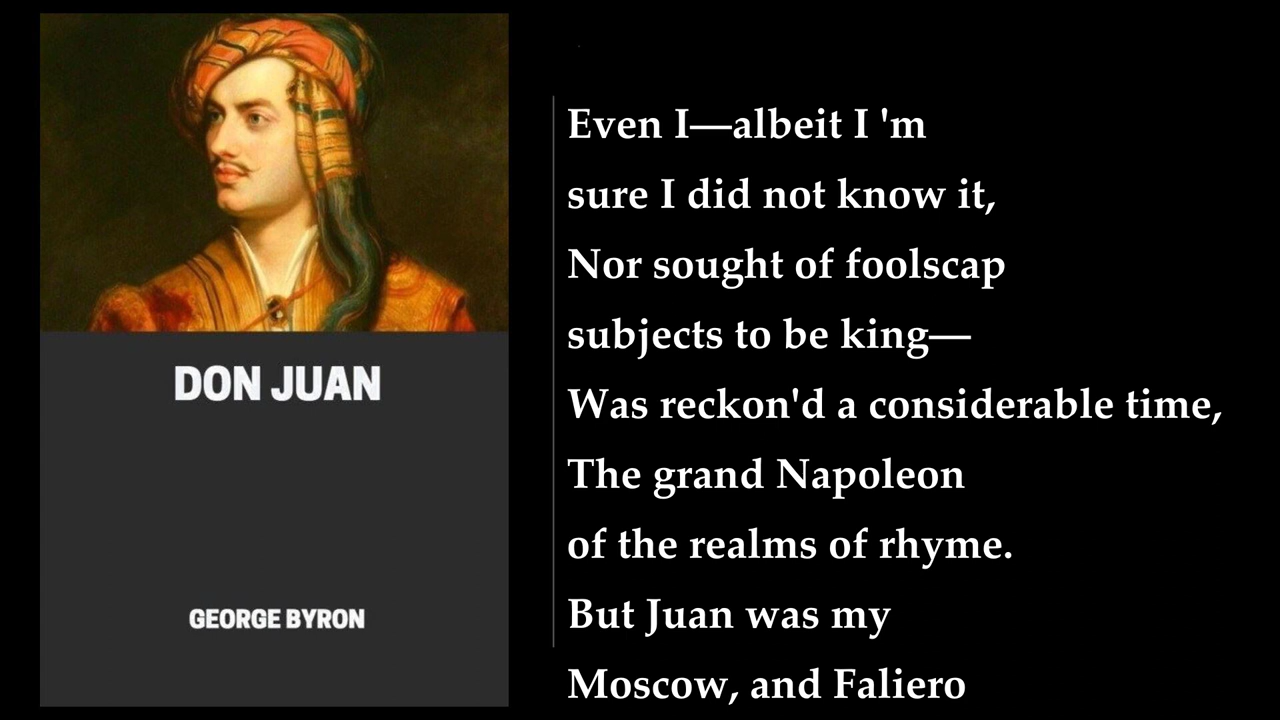 DON JUAN
GEORGE BYRON
Even I—albeit I 'm
sure I did not know it,
Nor sought of foolscap
subjects to be king—
Was reckon'd a considerable time,
The grand Napoleon
of the realms of rhyme.
But Juan was my
Moscow, and Faliero